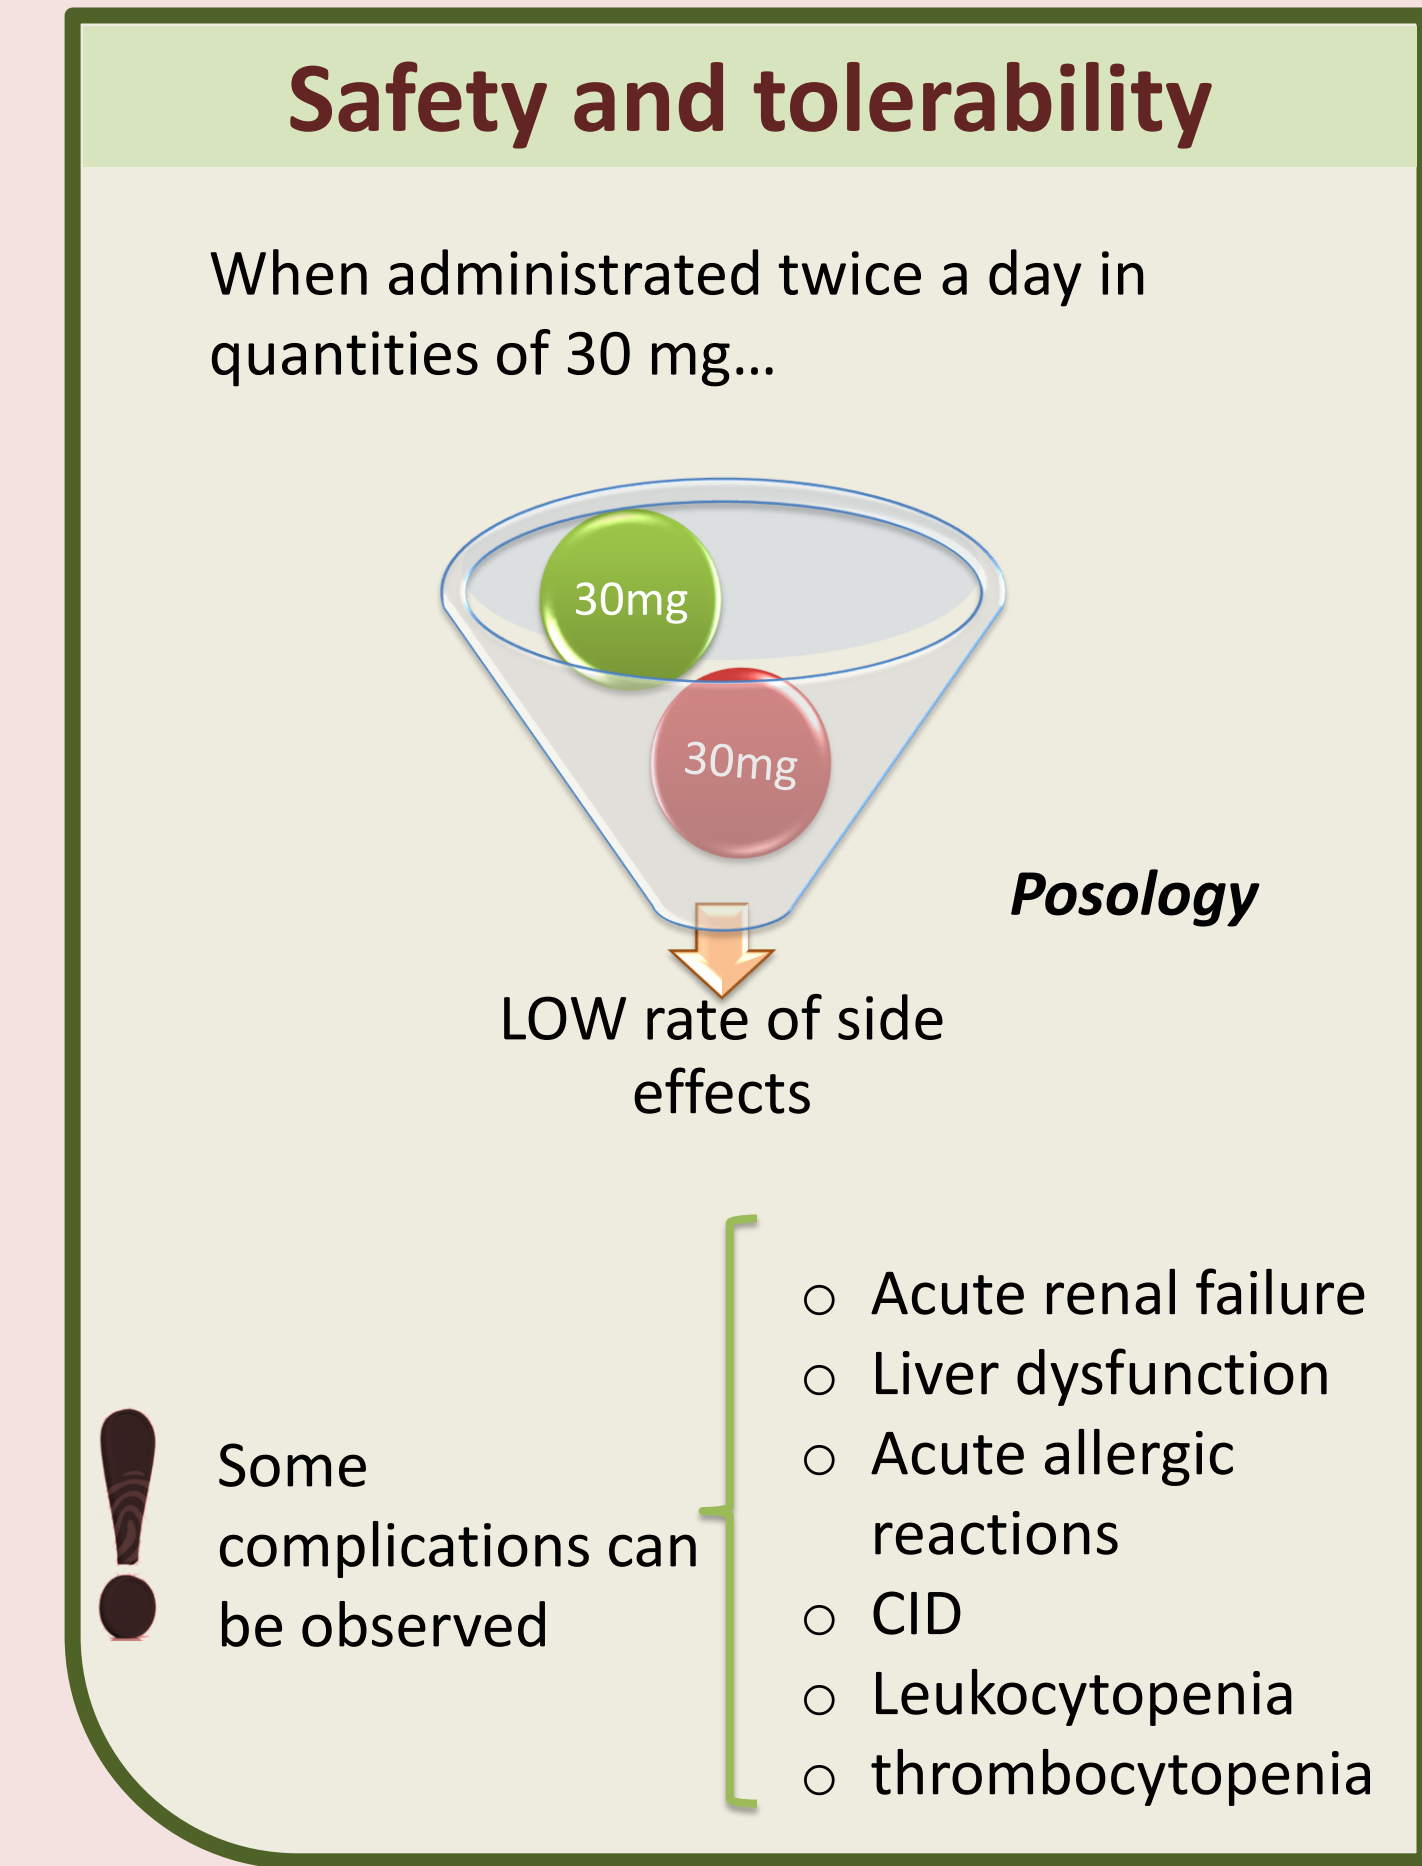 Safety and tolerability
When administrated twice a day in
quantities of 30 mg...
30mg
30mg
Posology
LOW rate of side
effects
Some
complications can
be observed
o Acute renal failure
o Liver dysfunction
o Acute allergic
reactions
o CID
o Leukocytopenia
o thrombocytopenia